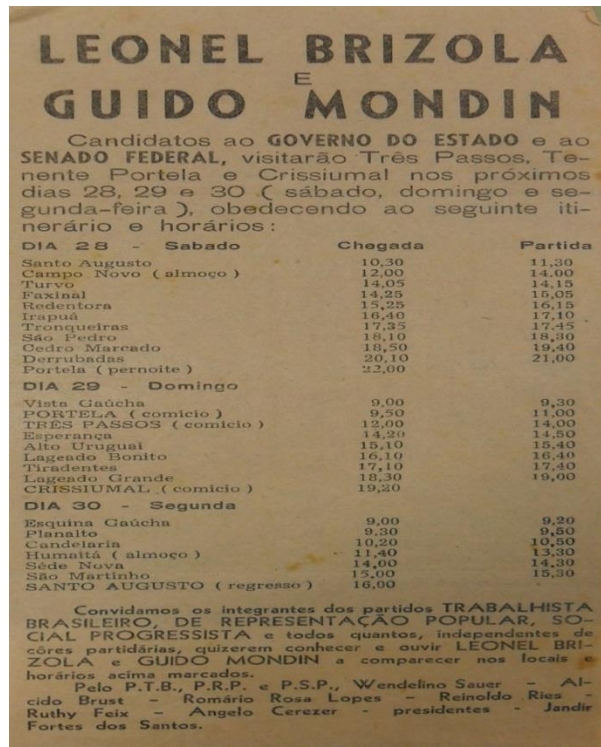 LEONEL BRIZOLA
E
GUIDO MONDIN
Candidatos ao GOVERNO DO ESTADO e ao
SENADO FEDERAL, visitarão Três Passos, Te-
nente Portela e Crissiumal nos próximos
dias 28, 29 e 30 ( sábado, domingo e se-
gunda-feira ), obedecendo ao seguinte iti-
nerário e horários :
DIA 28 - Sabado Chegada Partida
Santo Augusto 10,30 11,30
Campo Novo ( almoço ) 12,00 14,00
Turvo 14,05 14,15
Faxinal 14,25 15,05
Redentora 15,25 16,15
Irapuá 16,40 17,10
Tronqueiras 17,35 17,45
São Pedro 18,10 18,30
Cedro Marcado 18,50 19,40
Derrubadas 20,10 21,00
Portela ( pernoite ) 22,00
DIA 29 - Domingo
Vista Gaúcha 9,00 9,30
PORTELA ( comicio ) 9,50 11,00
TRÊS PASSOS ( comicio ) 12,00 14,00
Esperança 14,20 14,50
Alto Uruguai 15,10 15,40
Lageado Bonito 16,10 16,40
Tiradentes 17,10 17,40
Lageado Grande 18,30 19,00
CRISSIUMAL ( comicio ) 19,20
DIA 30 - Segunda
Esquina Gaúcha 9,00 9,20
Planalto 9,30 9,50
Candelaria 10,20 10,50
Humaitá ( almoço ) 11,40 13,30
Séde Nova 14,00 14,30
São Martinho 15,00 15,30
SANTO AUGUSTO ( regresso ) 16,00
Convidamos os integrantes dos partidos TRABALHISTA
BRASILEIRO, DE REPRESENTAÇÃO POPULAR, SO-
CIAL PROGRESSISTA e todos quantos, independentes de
côres partidárias, quizerem conhecer e ouvir LEONEL BRI-
ZOLA e GUIDO MONDIN a comparecer nos locais e
horários acima marcados.
Pelo P.T.B., P.R.P. e P.S.P., Wendelino Sauer - Al-
cido Brust - Romário Rosa Lopes - Reinoldo Ries -
Ruthy Feix - Angelo Cerezer - presidentes - Jandir
Fortes dos Santos.